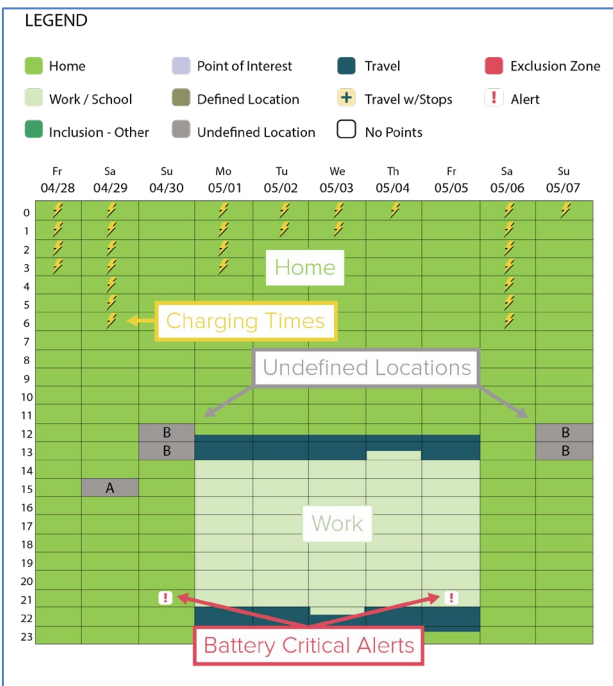 LEGEND
Home Point of Interest Travel Exclusion Zone
Work / School Defined Location + Travel w/Stops ! Alert
Inclusion - Other Undefined Location No Points
Fr Sa Su Mo Tu We Th Fr Sa Su
04/28 04/29 04/30 05/01 05/02 05/03 05/04 05/05 05/06 05/07
0
1
2
3 Home
4
5
6 Charging Times
7
8 Undefined Locations
9
10
11
12 B B
13 B B
14
15 A
16
17 Work
18
19
20
21 ! !
22
23 Battery Critical Alerts